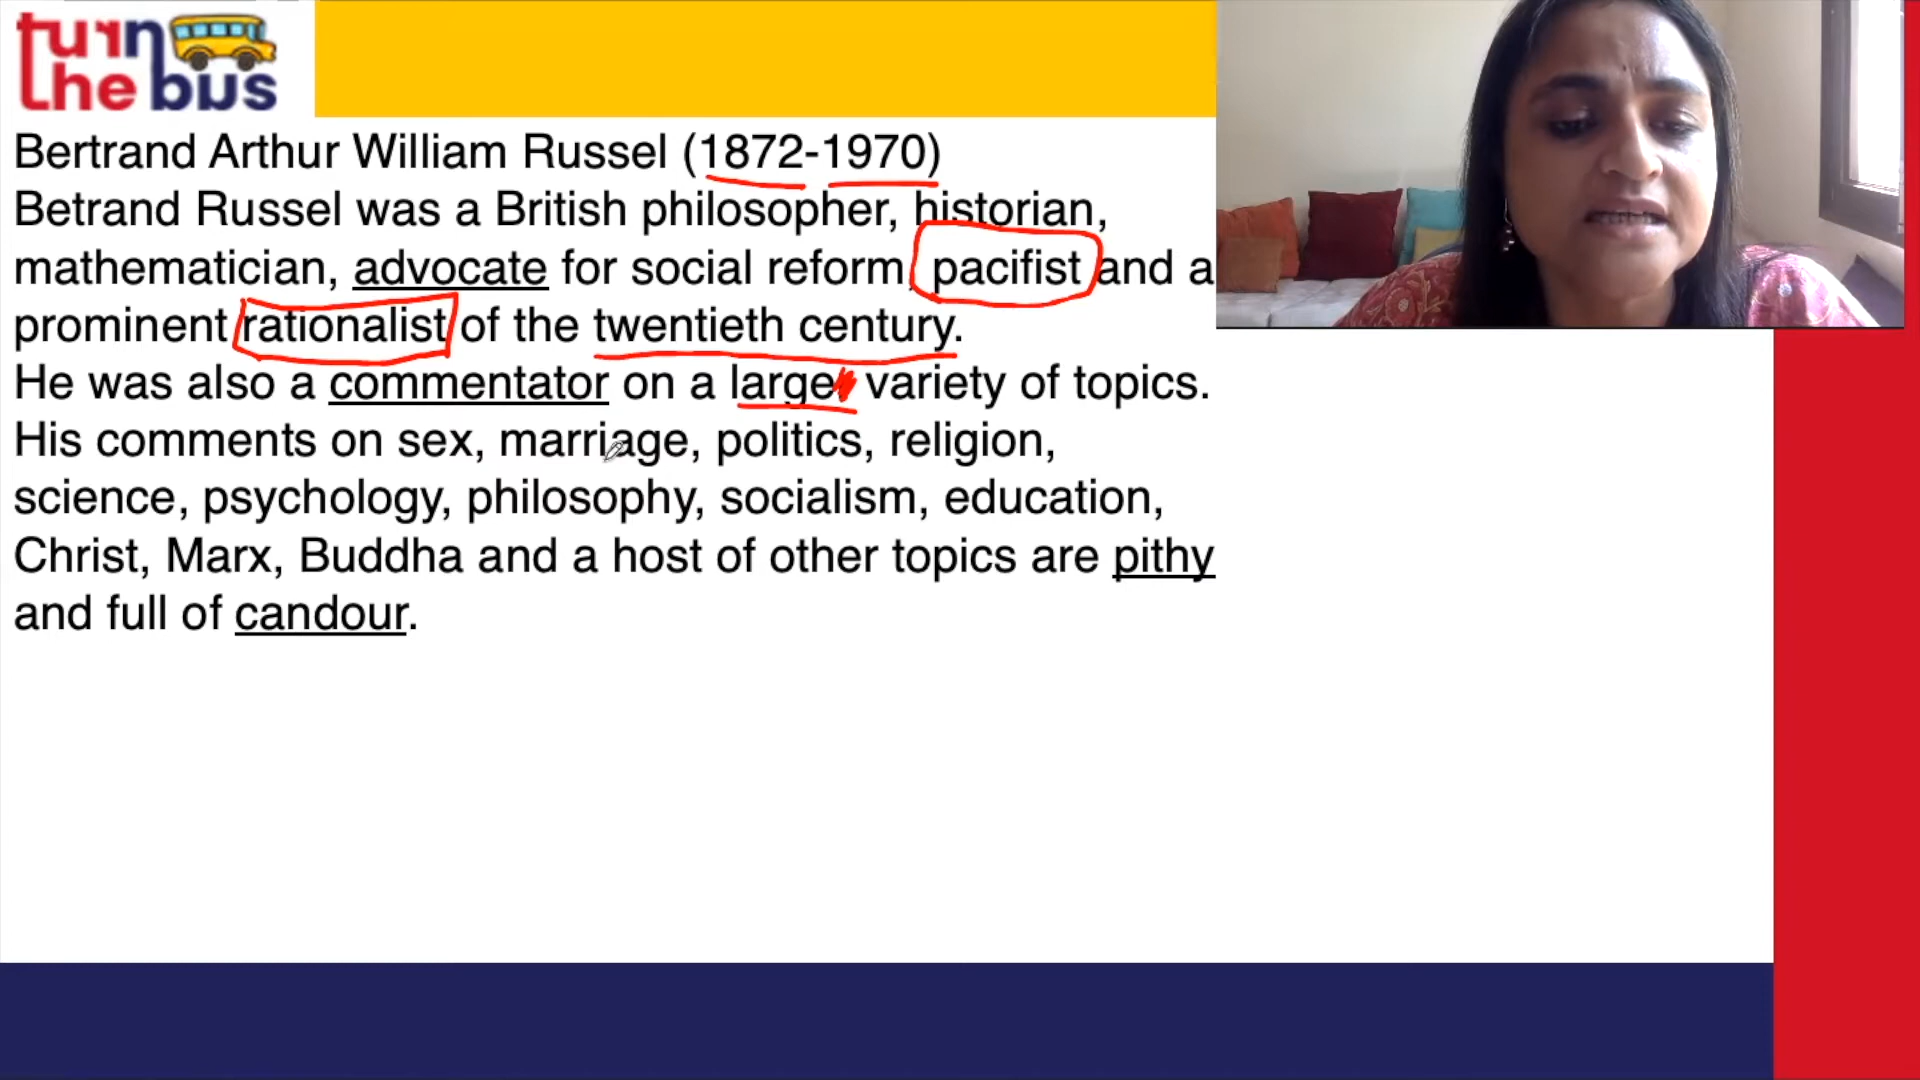 turn
the bus
Bertrand Arthur William Russel (1872-1970)
Betrand Russel was a British philosopher, historian,
mathematician, advocate for social reform, pacifist and a
prominent rationalist of the twentieth century.
He was also a commentator on a large variety of topics.
His comments on sex, marriage, politics, religion,
science, psychology, philosophy, socialism, education,
Christ, Marx, Buddha and a host of other topics are pithy
and full of candour.